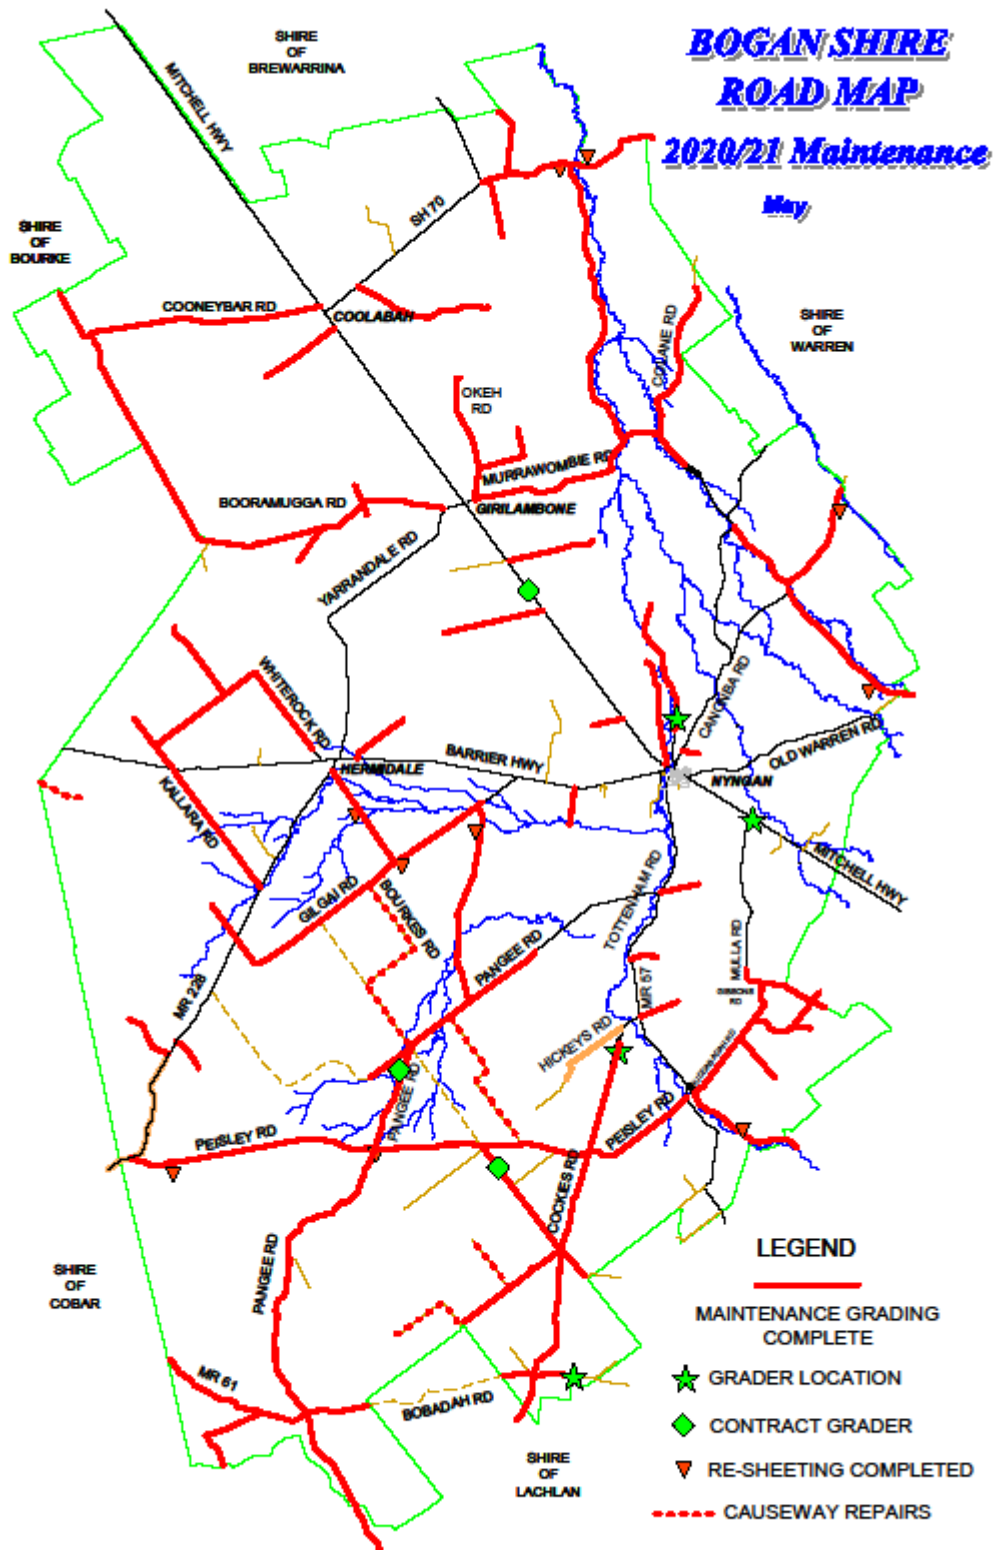 BOGAN SHIRE
ROAD MAP
2020/21 Maintenance
May
SHIRE
OF
BREWARRINA
MITCHELL HWY
SH 70
SHIRE
OF
BOURKE
COONEYBAR RD
COOLABAH
SHIRE
OF
WARREN
COLANE RD
OKEH
RD
MURRAWOMBIE RD
BOORAMUGGA RD
GIRILAMBONE
YARRANDALE RD
WHITEROCK RD
CANONBA RD
BARRIER HWY
OLD WARREN RD
HERMIDALE
NYNGAN
KALLARA RD
MITCHELL HWY
TOTTENHAM RD
GILGAI RD
BOURKES RD
PANGEE RD
MULLA RD
MR 228
MR 57
GIBBONS
RD
HICKEYS RD
PANGEE RD
PEISLEY RD
PEISLEY RD
COCKIES RD
PANGEE RD
SHIRE
OF
COBAR
MR 61
BOBADAH RD
SHIRE
OF
LACHLAN
LEGEND
MAINTENANCE GRADING
COMPLETE
GRADER LOCATION
CONTRACT GRADER
RE-SHEETING COMPLETED
CAUSEWAY REPAIRS